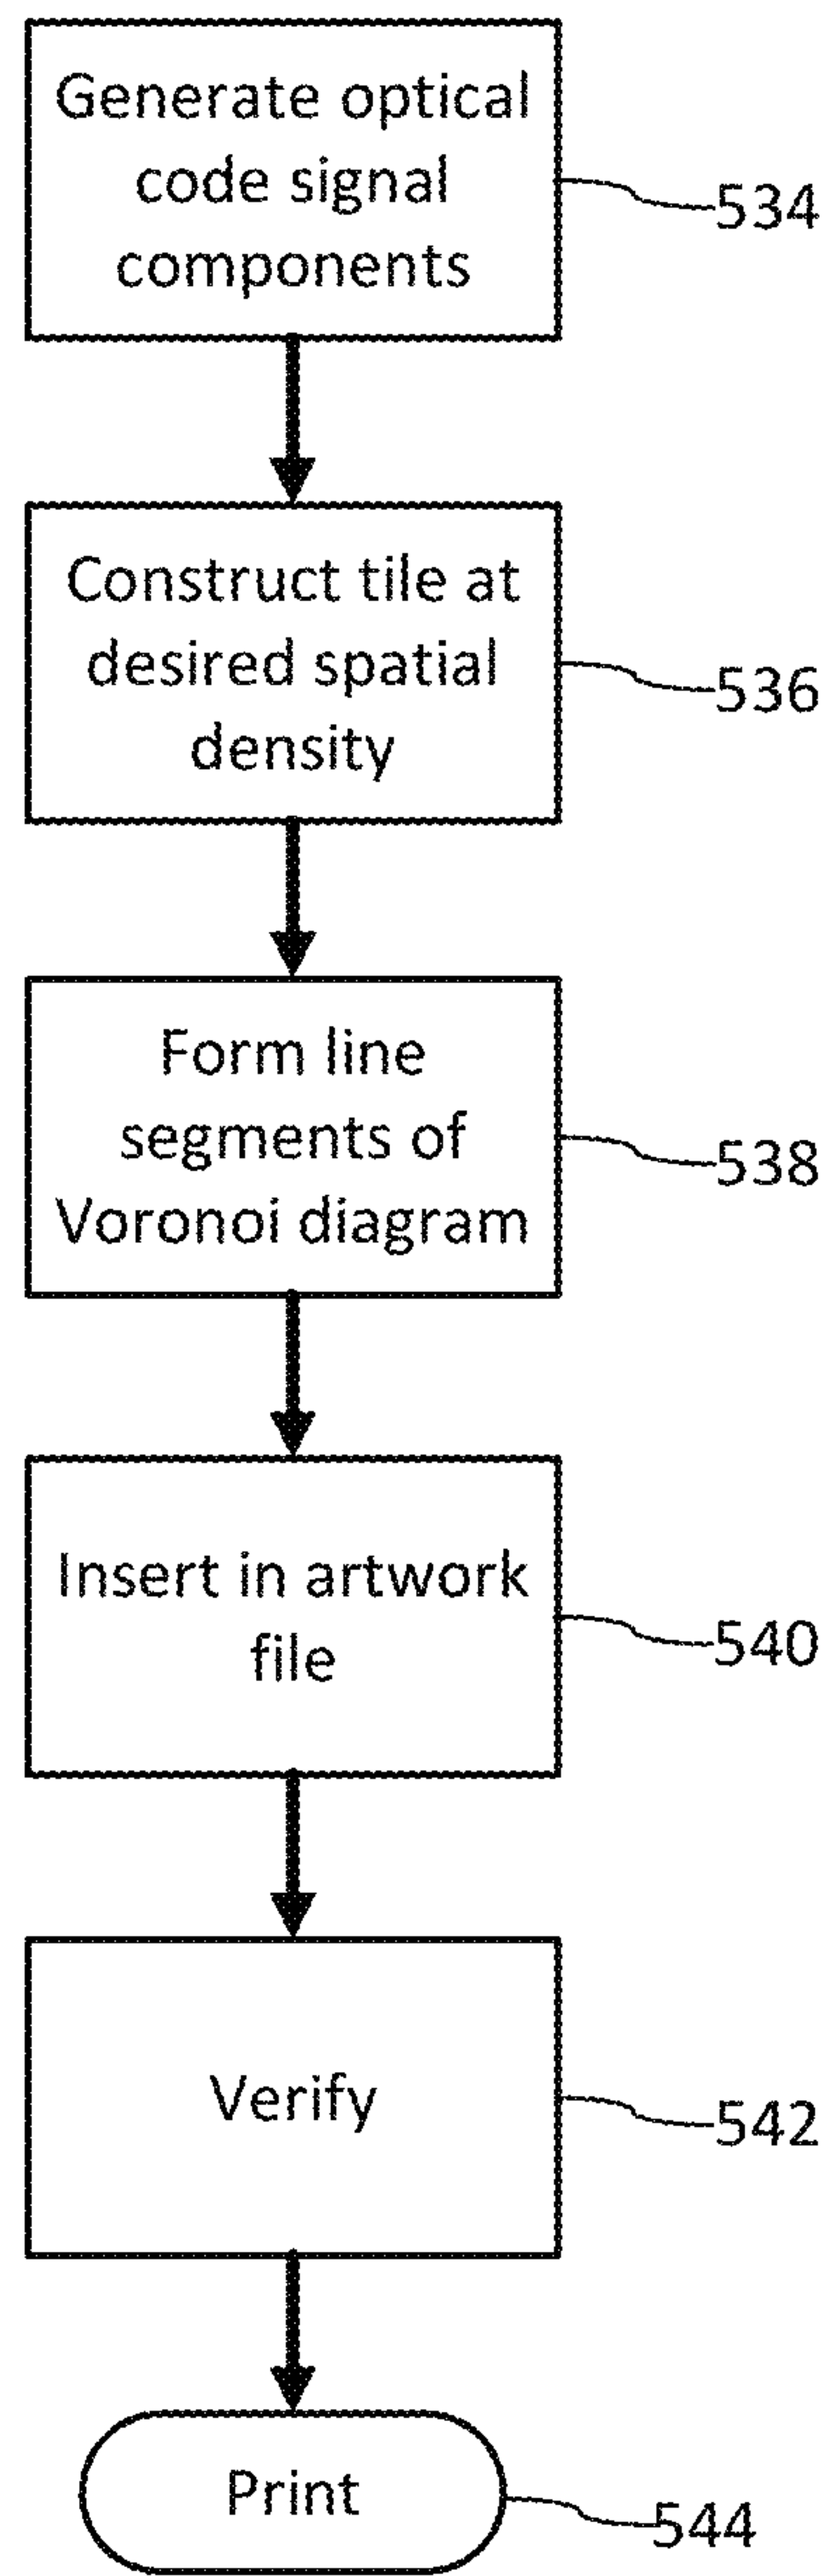 Generate optical
code signal
components
534
Construct tile at
desired spatial
density
536
Form line
segments of
Voronoi diagram
538
Insert in artwork
file
540
Verify
542
Print
544